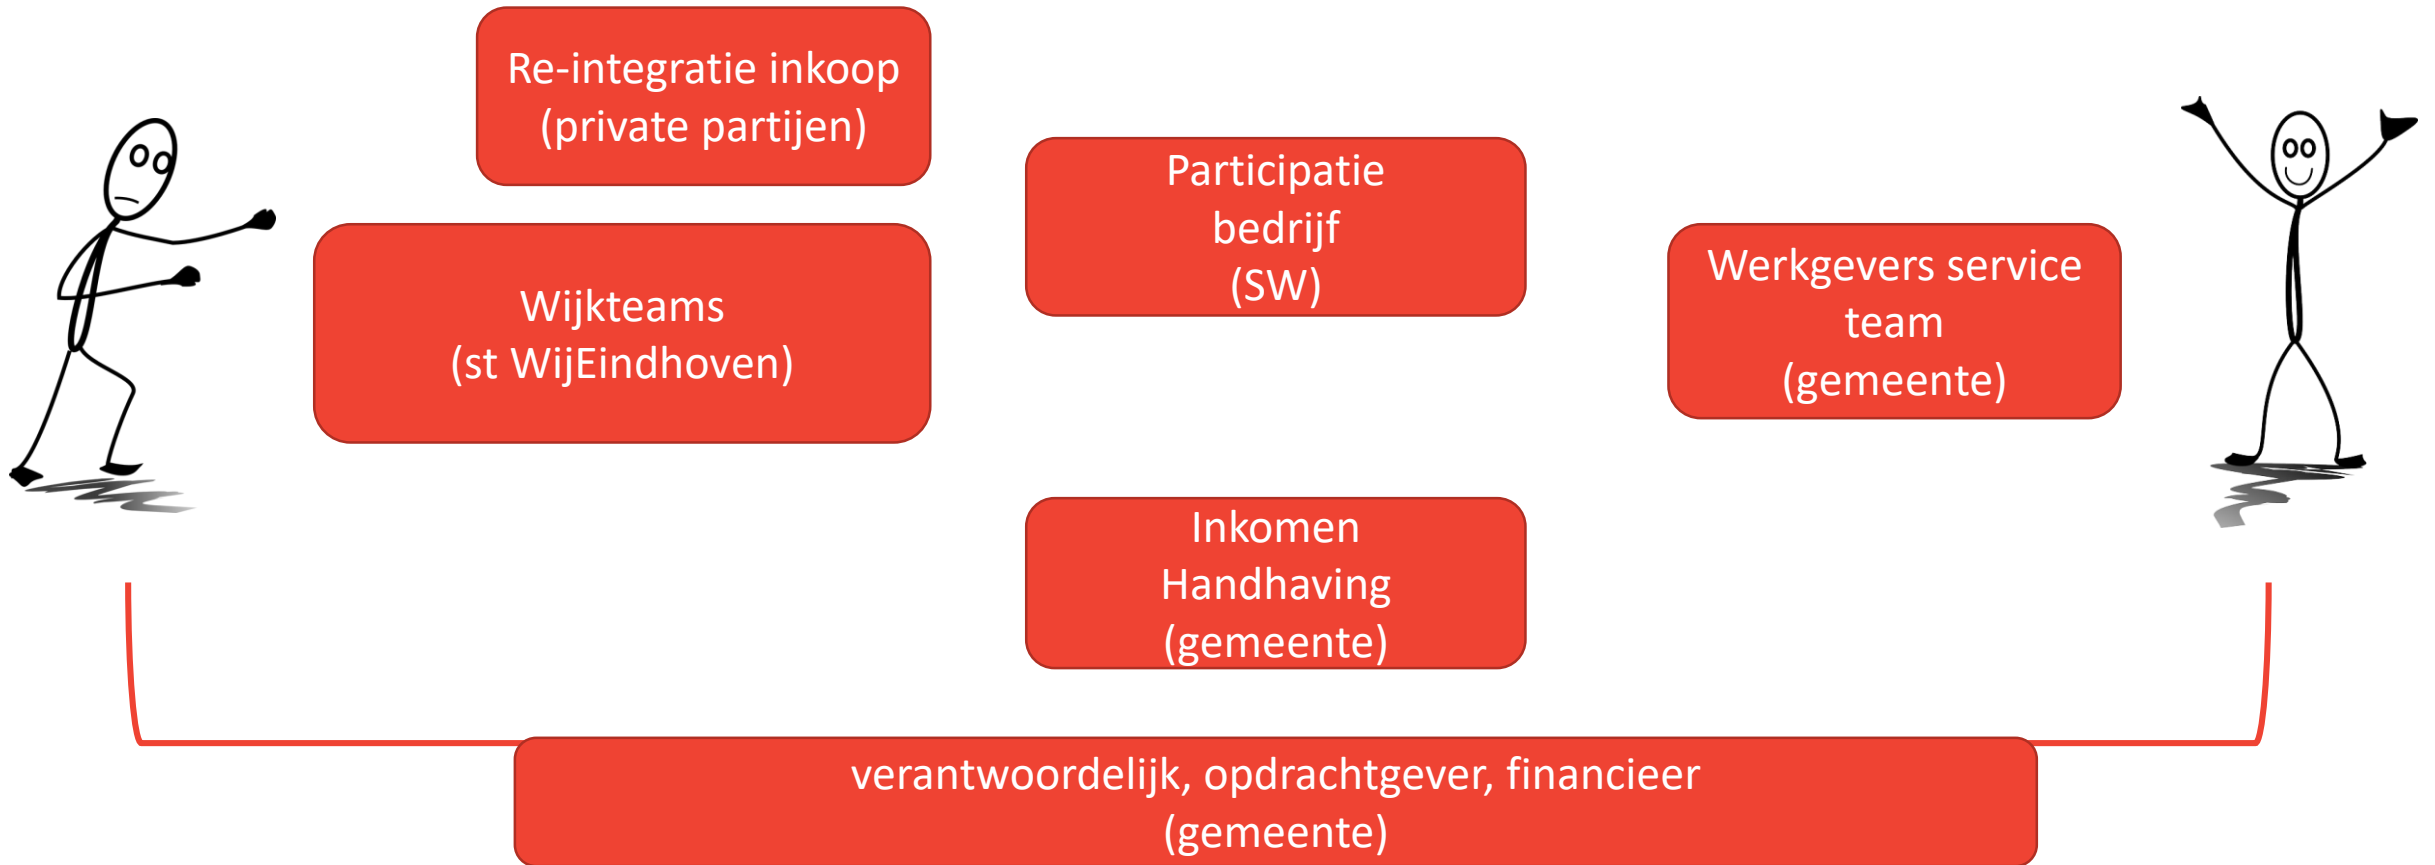 Re-integratie inkoop
(private partijen)
Wijkteams
(st WijEindhoven)
Participatie
bedrijf
(SW)
Werkgevers service
team
(gemeente)
Inkomen
Handhaving
(gemeente)
verantwoordelijk, opdrachtgever, financieer
(gemeente)